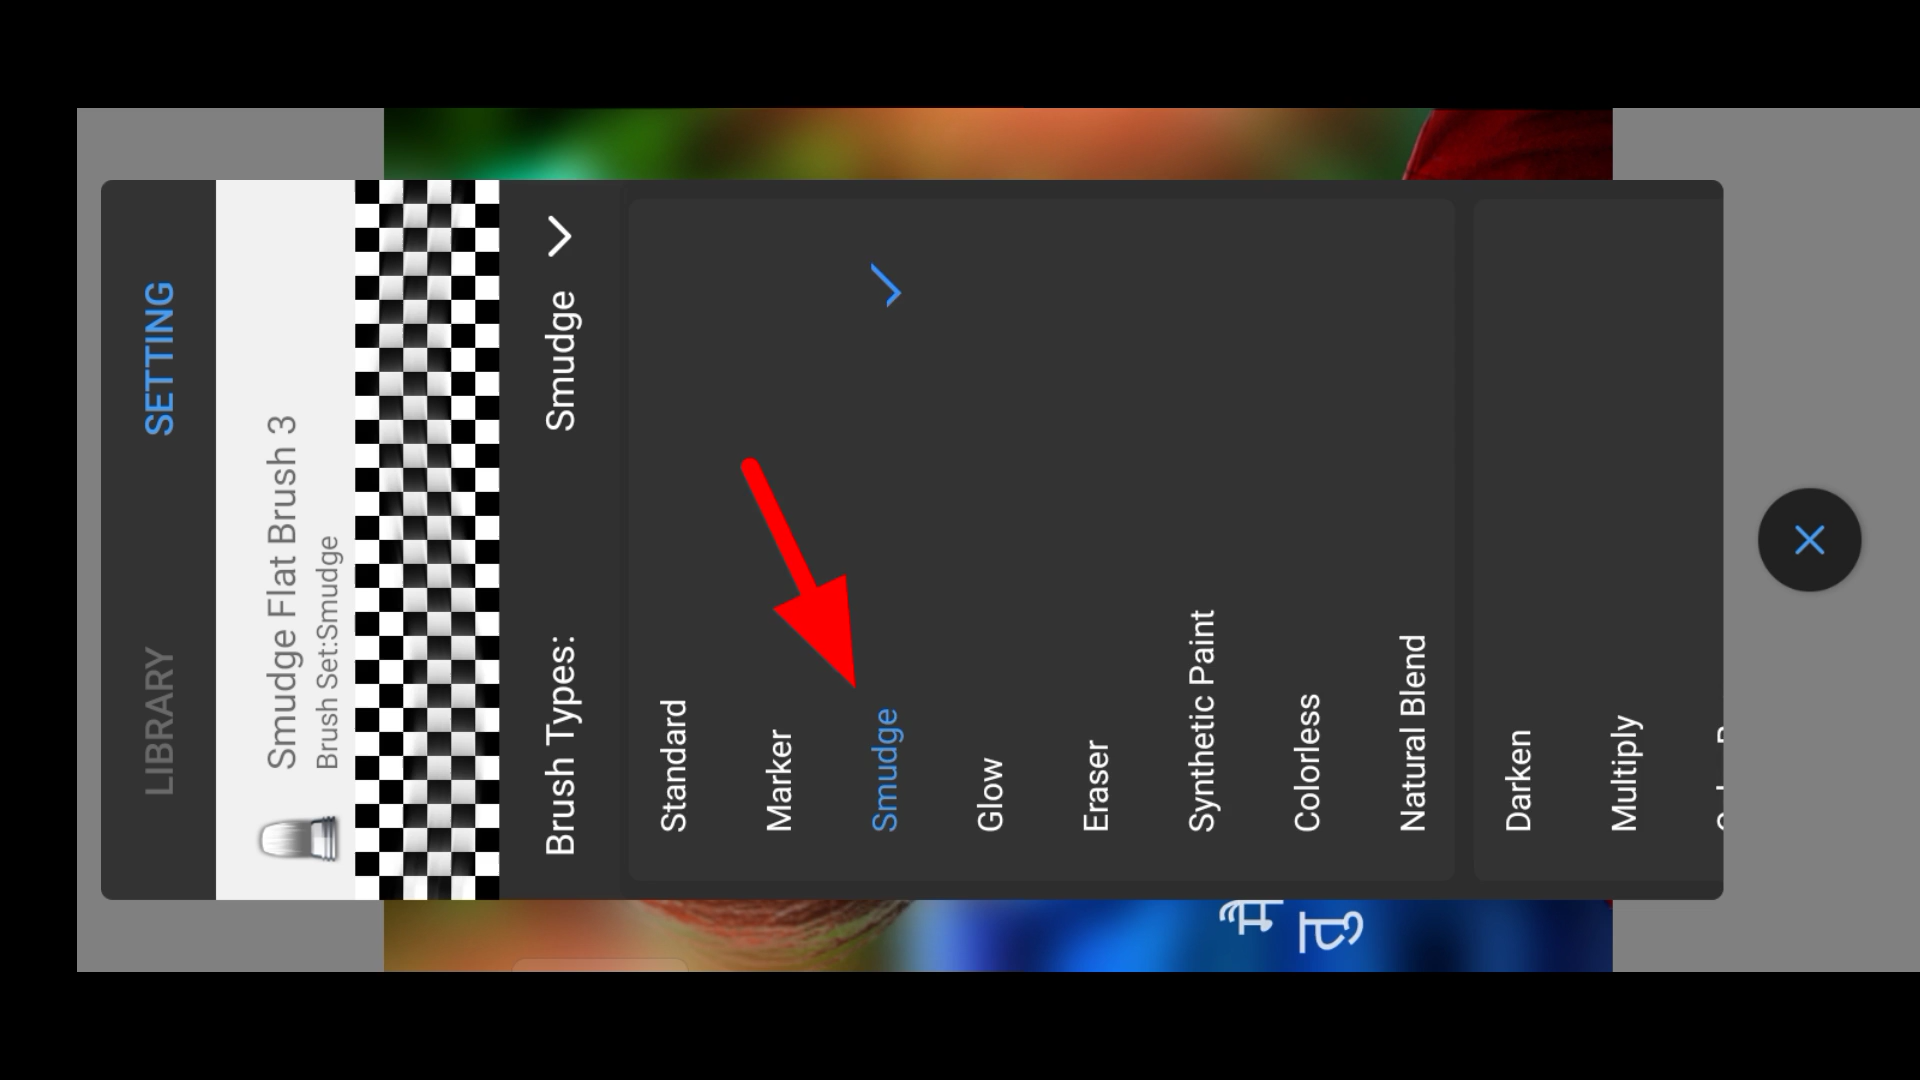 LIBRARY SETTING
Smudge Flat Brush 3
Brush Set:Smudge
Brush Types: Smudge
Standard
Marker
Smudge
Glow
Eraser
Synthetic Paint
Colorless
Natural Blend
Darken
Multiply
मैं
तु